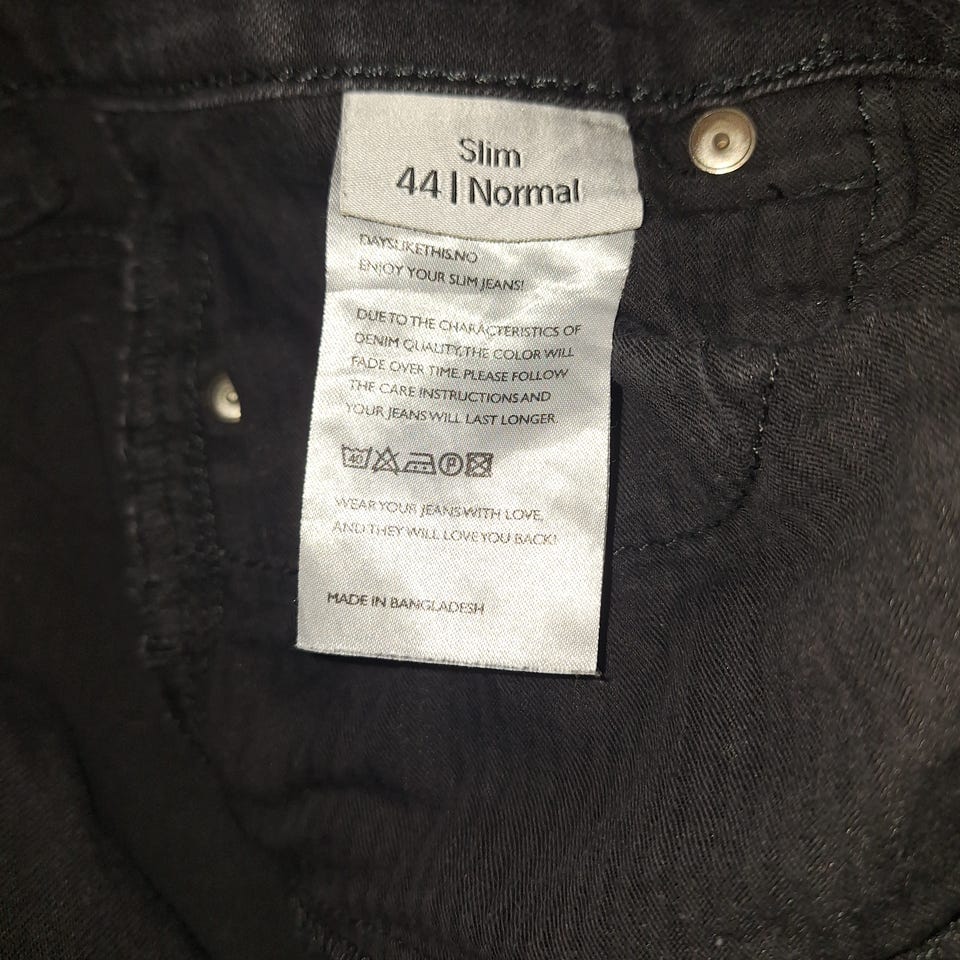 Slim
44 | Normal
DAYSLIKETHIS.NO
ENJOY YOUR SLIM JEANS!
DUE TO THE CHARACTERISTICS OF
DENIM QUALITY, THE COLOR WILL
FADE OVER TIME. PLEASE FOLLOW
THE CARE INSTRUCTIONS AND
YOUR JEANS WILL LAST LONGER.
40 P
WEAR YOUR JEANS WITH LOVE,
AND THEY WILL LOVE YOU BACK!
MADE IN BANGLADESH